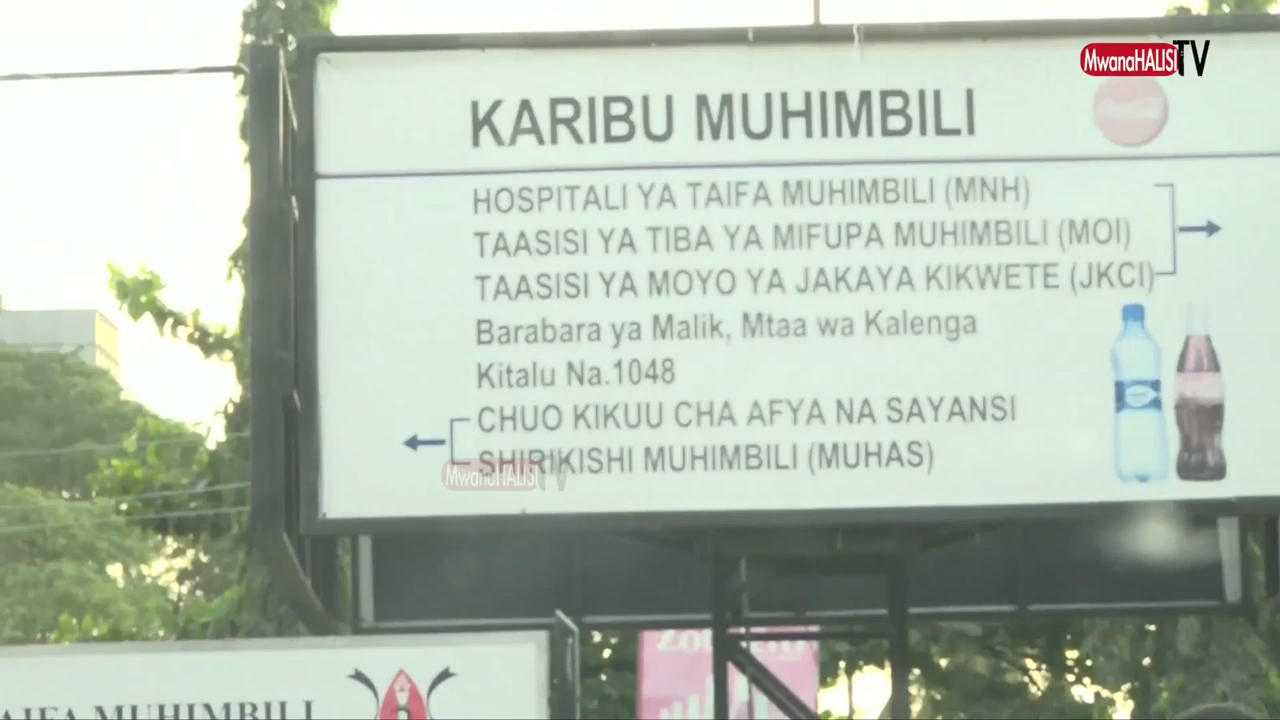 MwanaHALISI TV
KARIBU MUHIMBILI
HOSPITALI YA TAIFA MUHIMBILI (MNH)
TAASISI YA TIBA YA MIFUPA MUHIMBILI (MOI)
TAASISI YA MOYO YA JAKAYA KIKWETE (JKCI)
Barabara ya Malik, Mtaa wa Kalenga
Kitalu Na.1048
CHUO KIKUU CHA AFYA NA SAYANSI
SHIRIKISHI MUHIMBILI (MUHAS)
MwanaHALISI TV
TAIFA MUHIMBILI